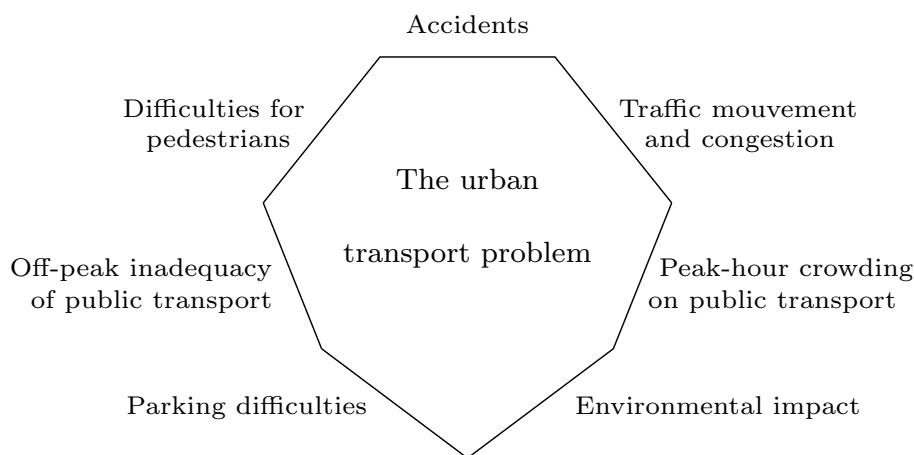 Accidents
Difficulties for
pedestrians
Traffic mouvement
and congestion
The urban
transport problem
Off-peak inadequacy
of public transport
Peak-hour crowding
on public transport
Parking difficulties
Environmental impact